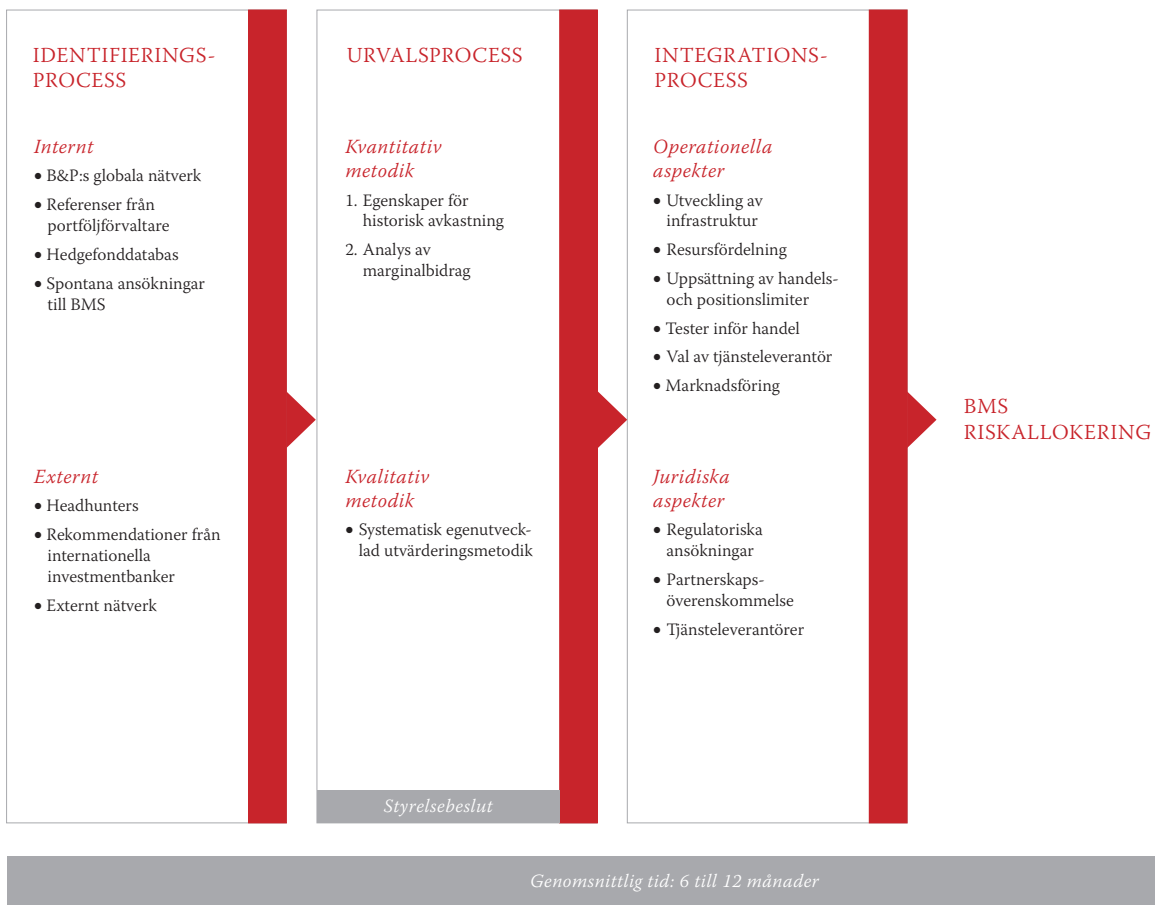 IDENTIFIERINGS-
PROCESS
Internt
• B&P:s globala nätverk
• Referenser från
portföljförvaltare
• Hedgefonddatabas
• Spontana ansökningar
till BMS
Externt
• Headhunters
• Rekommendationer från
internationella
investmentbanker
• Externt nätverk
URVALSPROCESS
Kvantitativ
metodik
1. Egenskaper för
historisk avkastning
2. Analys av
marginalbidrag
Kvalitativ
metodik
• Systematisk egenutveck-
lad utvärderingsmetodik
Styrelsebeslut
INTEGRATIONS-
PROCESS
Operationella
aspekter
• Utveckling av
infrastruktur
• Resursfördelning
• Uppsättning av handels-
och positionslimiter
• Tester inför handel
• Val av tjänsteleverantör
• Marknadsföring
Juridiska
aspekter
• Regulatoriska
ansökningar
• Partnerskaps-
överenskommelse
• Tjänsteleverantörer
BMS
RISKALLOKERING
Genomsnittlig tid: 6 till 12 månader